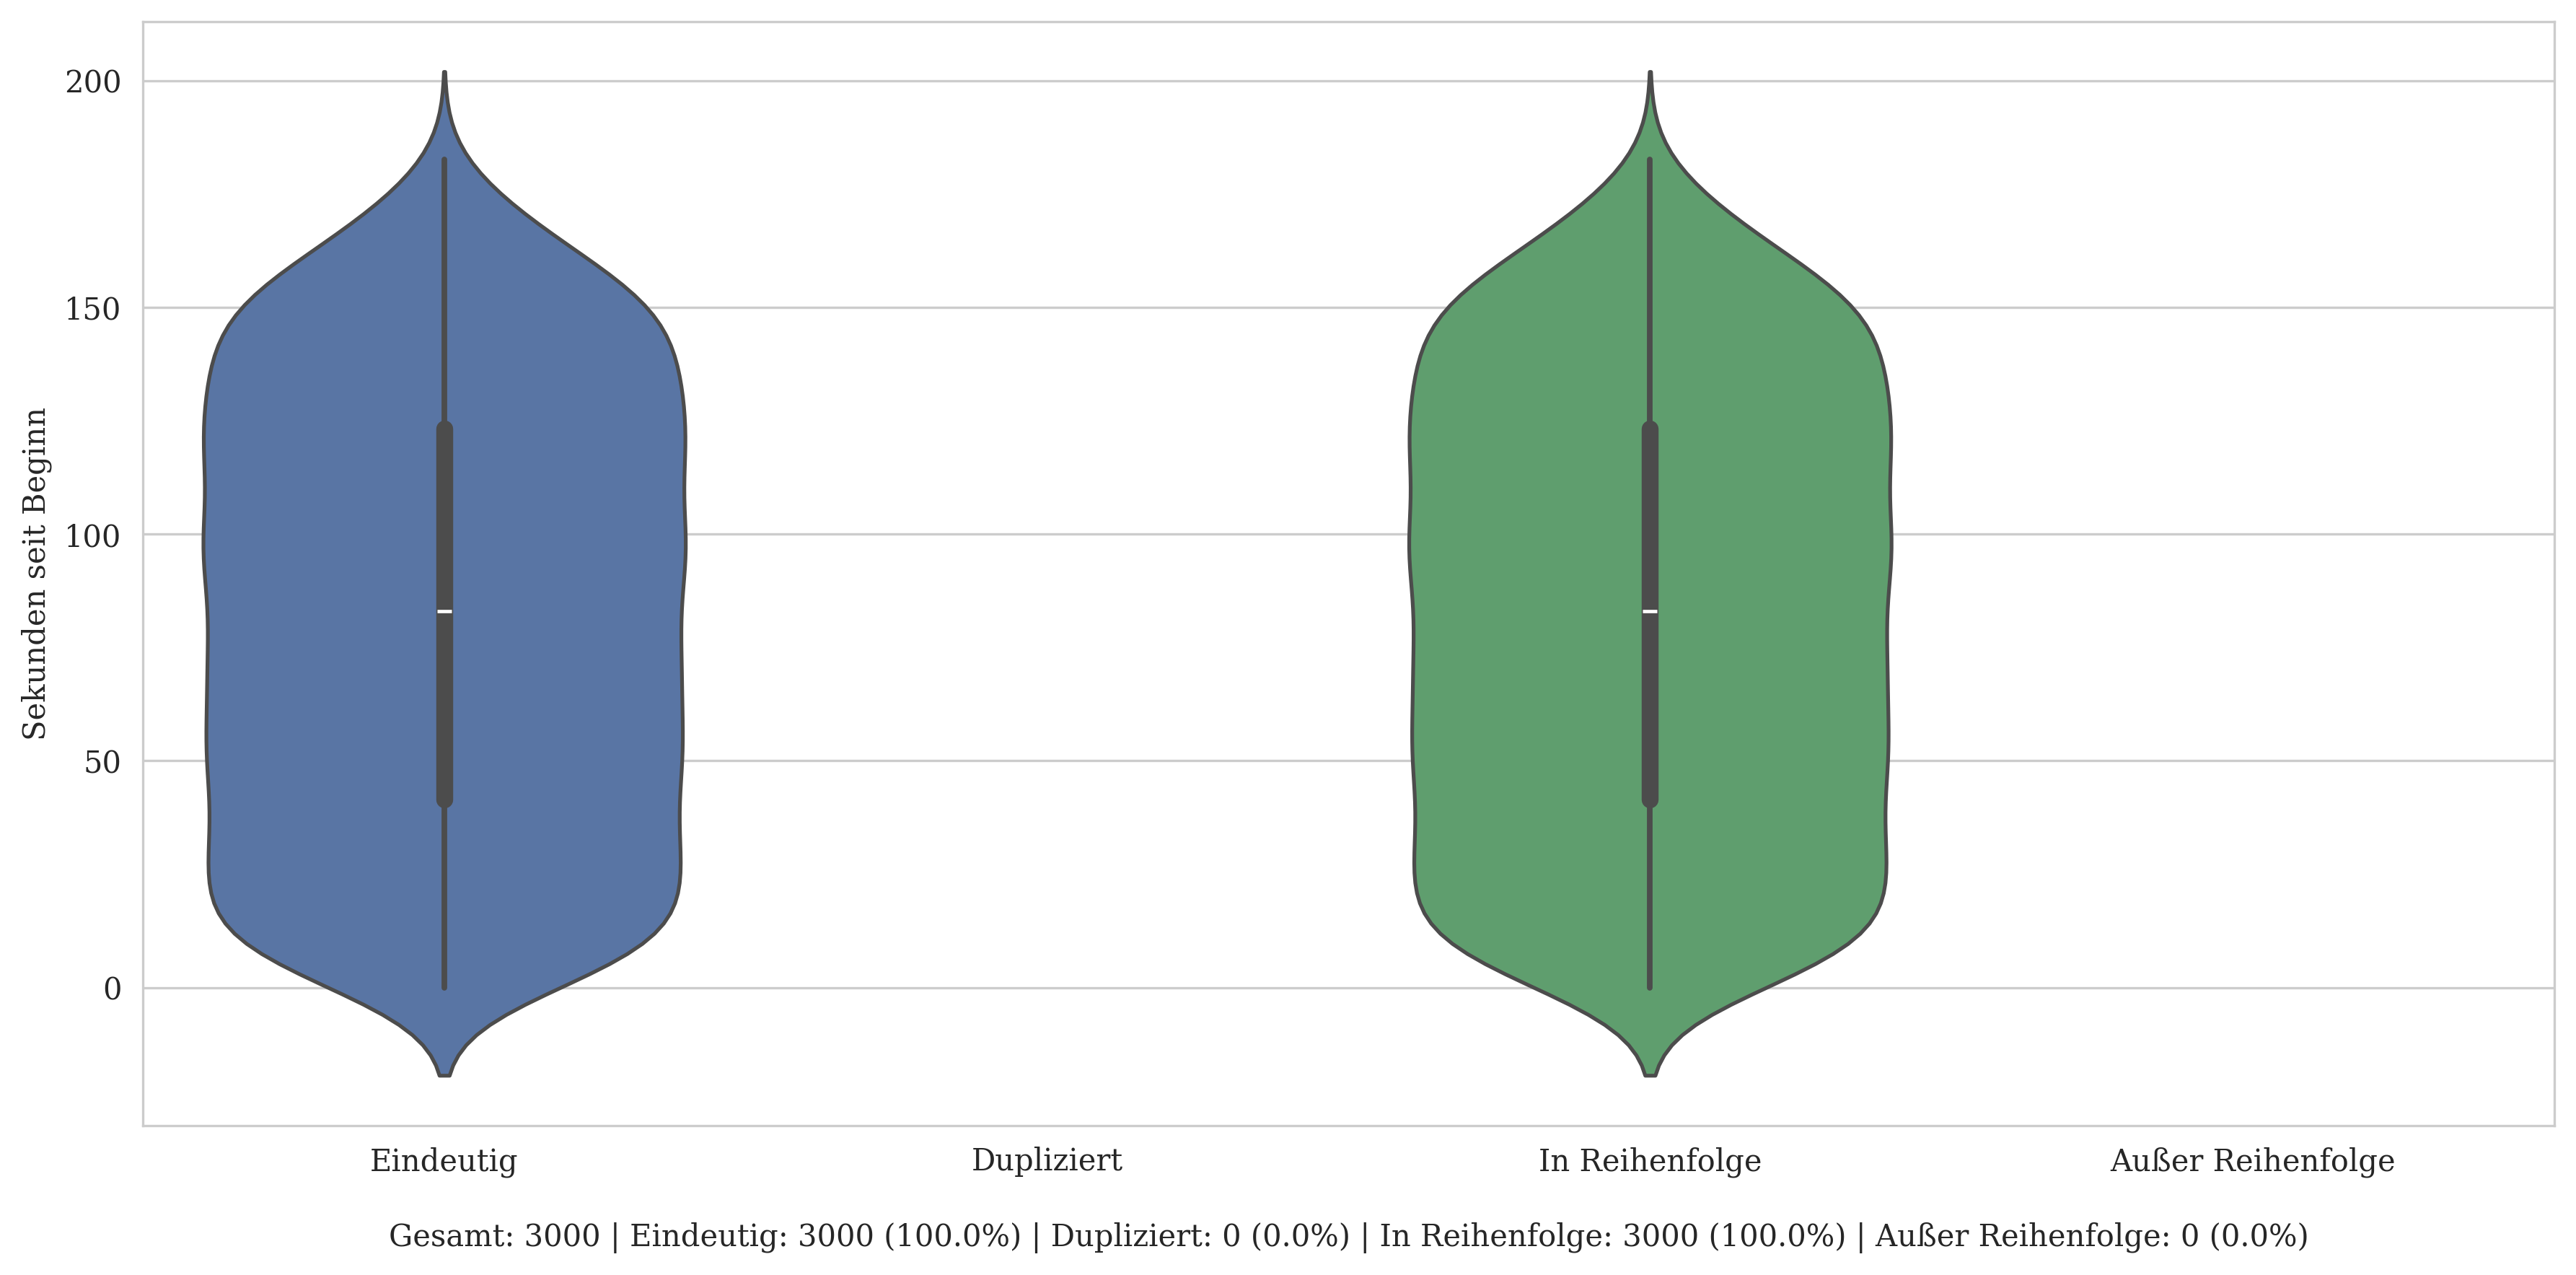 200
150
100
50
0
Sekunden seit Beginn
Eindeutig
Dupliziert
In Reihenfolge
Außer Reihenfolge
Gesamt: 3000 | Eindeutig: 3000 (100.0%) | Dupliziert: 0 (0.0%) | In Reihenfolge: 3000 (100.0%) | Außer Reihenfolge: 0 (0.0%)